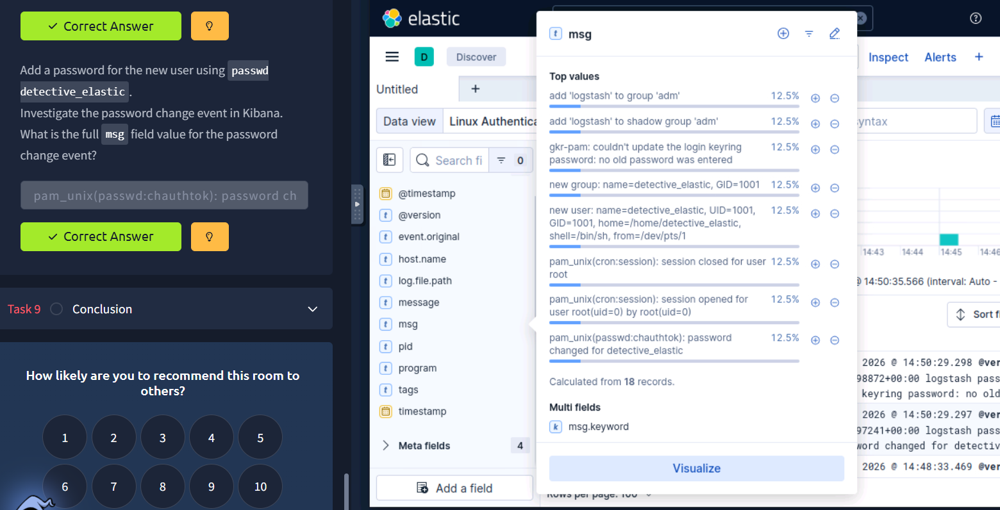 Correct Answer
Add a password for the new user using passwd
detective_elastic .
Investigate the password change event in Kibana.
What is the full msg field value for the password
change event?
pam_unix(passwd:chauthtok): password ch
Correct Answer
Task 9 Conclusion
How likely are you to recommend this room to
others?
1 2 3 4 5
6 7 8 9 10
elastic
D Discover
Inspect Alerts +
Untitled +
Data view Linux Authentica
syntax
Search fi 0
@timestamp
@version
event.original
host.name
log.file.path
message
msg
pid
program
tags
timestamp
Meta fields 4
Add a field
t msg
Top values
add 'logstash' to group 'adm' 12.5%
add 'logstash' to shadow group 'adm' 12.5%
gkr-pam: couldn't update the login keyring 12.5%
password: no old password was entered
new group: name=detective_elastic, GID=1001 12.5%
new user: name=detective_elastic, UID=1001, 12.5%
GID=1001, home=/home/detective_elastic,
shell=/bin/sh, from=/dev/pts/1
pam_unix(cron:session): session closed for user 12.5%
root
pam_unix(cron:session): session opened for 12.5%
user root(uid=0) by root(uid=0)
pam_unix(passwd:chauthtok): password 12.5%
changed for detective_elastic
Calculated from 18 records.
Multi fields
k msg.keyword
Visualize
Rows per page: 100
14:43 14:44 14:45 14:46
@ 14:50:35.566 (interval: Auto -
Sort fi
2026 @ 14:50:29.298 @ver
98872+00:00 logstash pass
keyring password: no old
2026 @ 14:50:29.297 @ver
97241+00:00 logstash pass
word changed for detectiv
2026 @ 14:48:33.469 @ver